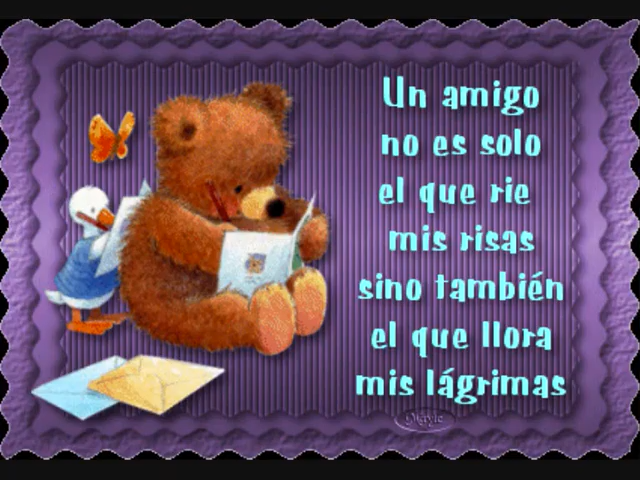 Un amigo
no es solo
el que rie
mis risas
sino también
el que llora
mis lágrimas